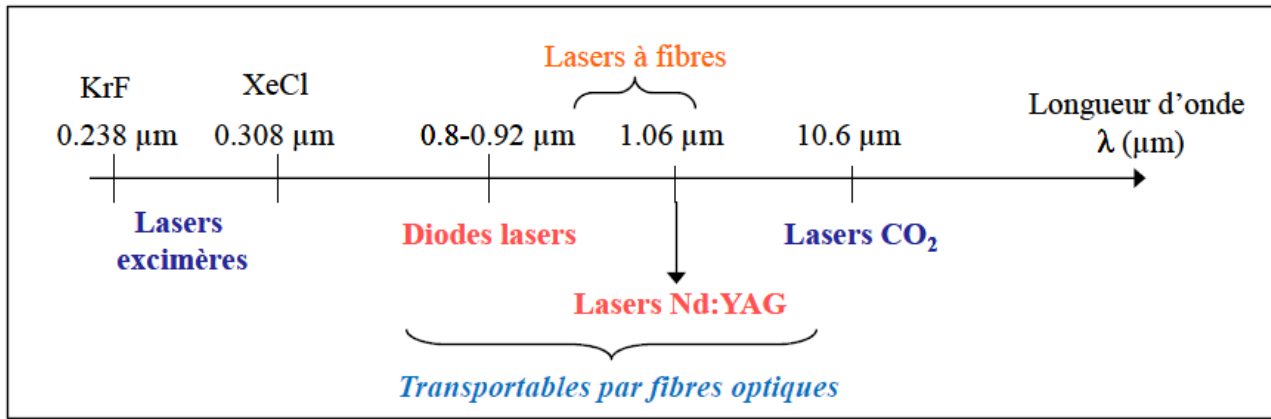 Lasers à fibres
KrF
XeCl
Longueur d’onde
λ (µm)
0.238 µm
0.308 µm
0.8-0.92 µm
1.06 µm
10.6 µm
Lasers
excimères
Diodes lasers
Lasers CO₂
Lasers Nd:YAG
Transportables par fibres optiques